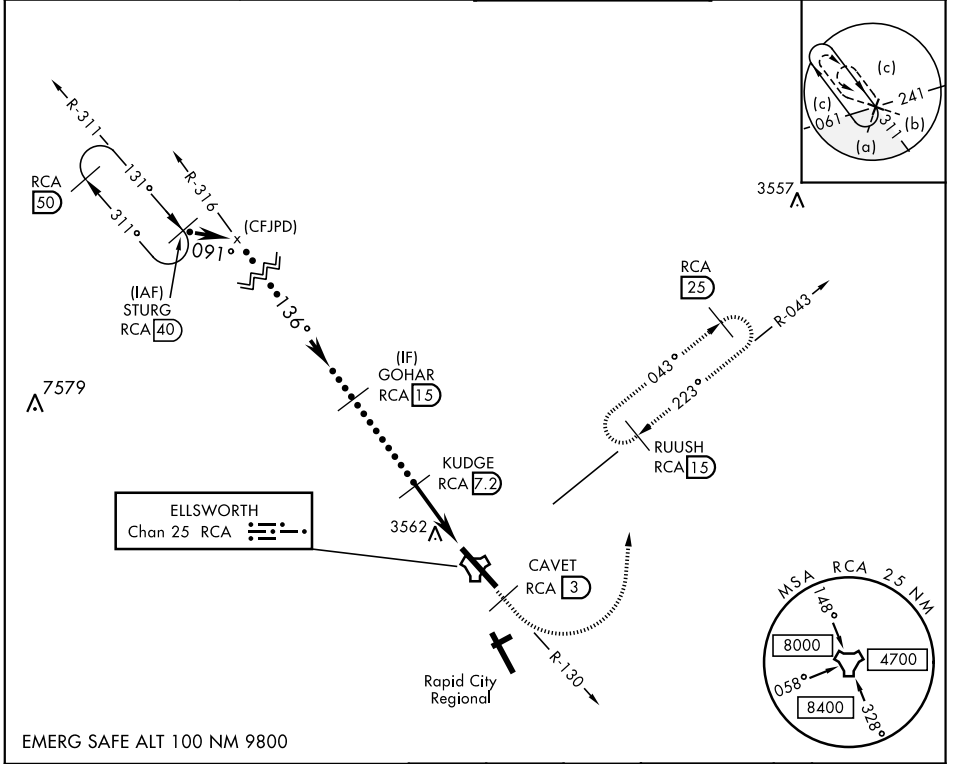 (c)
241
(c)
061
311
(b)
(a)
R-311
RCA
50
131°
311°
R-316
(CFJPD)
091°
(IAF)
STURG
RCA 40
136°
3557
RCA
25
R-043
043°
223°
RUUSH
RCA 15
(IF)
GOHAR
RCA 15
7579
KUDGE
RCA 7.2
ELLSWORTH
Chan 25 RCA
3562
CAVET
RCA 3
R-130
Rapid City
Regional
MSA RCA 25 NM
148°
8000
4700
058°
8400
328°
EMERG SAFE ALT 100 NM 9800